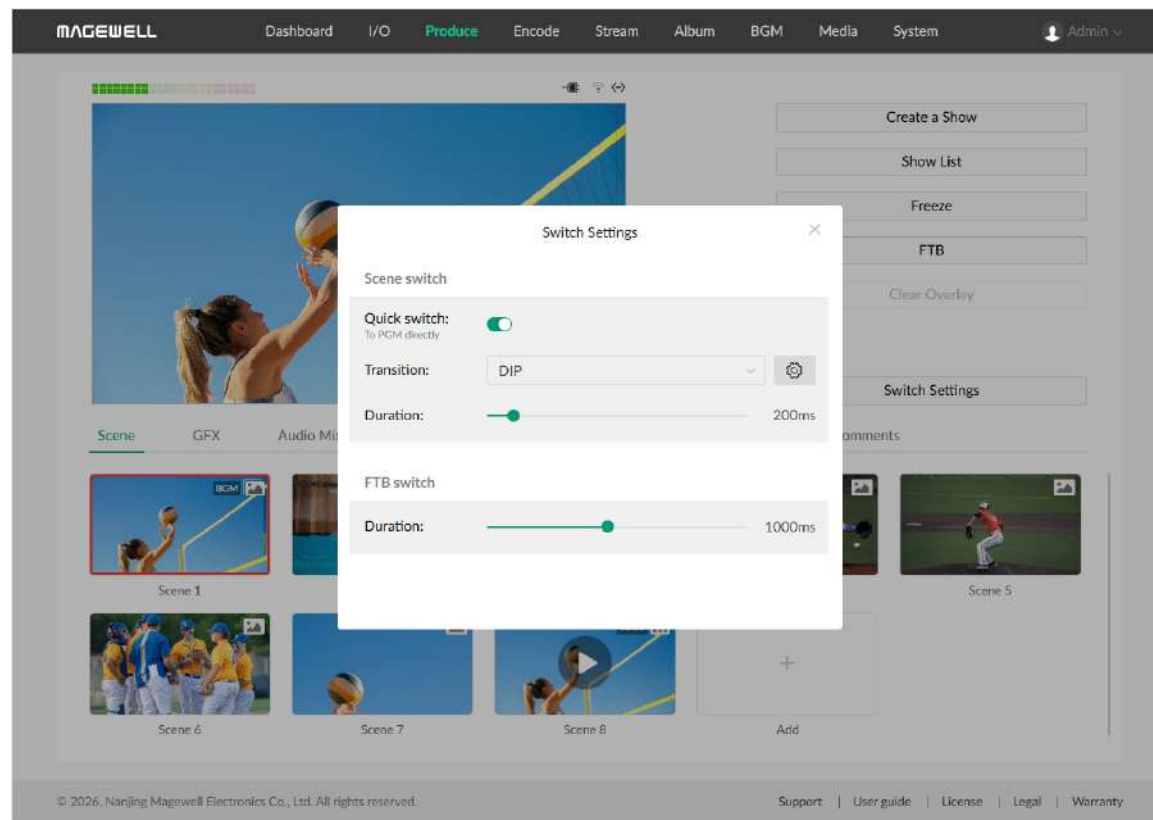 MAGEWELL
Dashboard
I/O
Produce
Encode
Stream
Album
BGM
Media
System
Admin
Create a Show
Show List
Freeze
FTB
Clear Overlay
Switch Settings
Switch Settings
Scene switch
Quick switch:
To PGM directly
Transition:
DIP
Duration:
200ms
FTB switch
Duration:
1000ms
Scene
GFX
Audio
BGM
Scene 1
Scene 5
Scene 6
Scene 7
Scene 8
Add
© 2026, Nanjing Magewell Electronics Co., Ltd. All rights reserved.
Support | User guide | License | Legal | Warranty